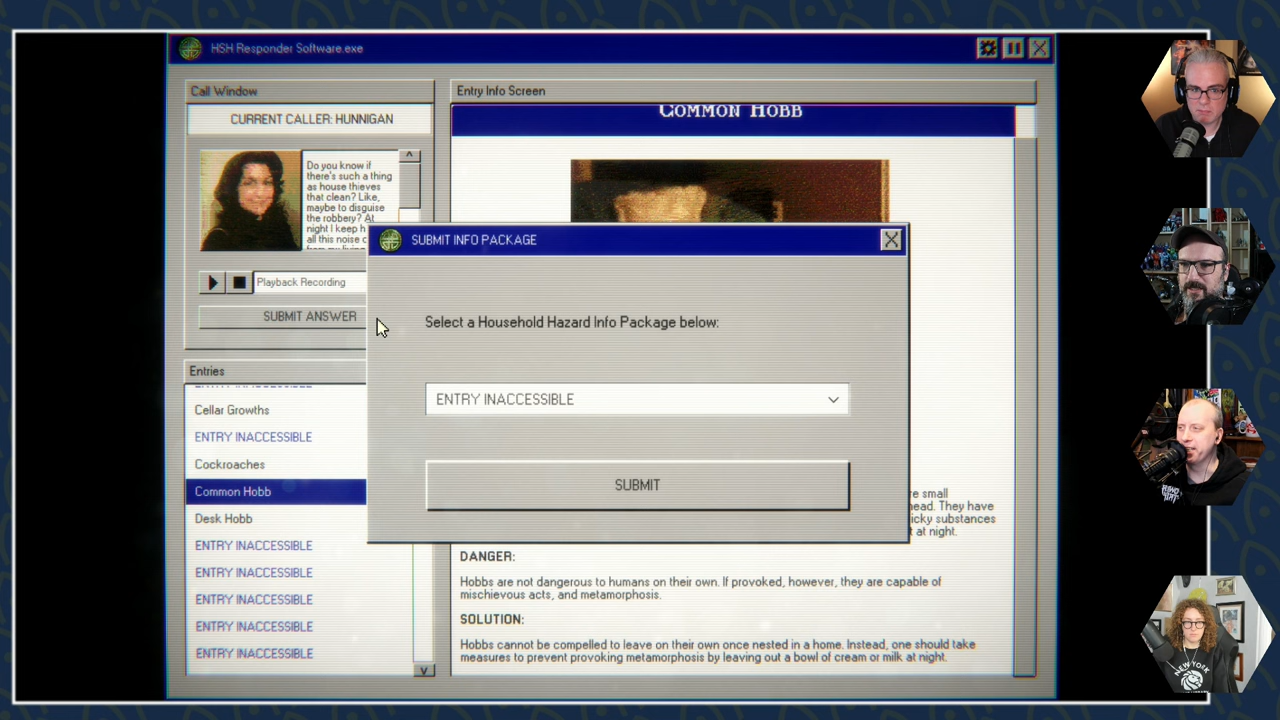 HSH Responder Software.exe
Call Window
CURRENT CALLER: HUNNIGAN
Do you know if
there's such a thing
as house thieves
that clean? Like,
maybe to disguise
the robbery? At
night I keep h
all this noise
Playback Recording
SUBMIT ANSWER
Entries
Cellar Growths
ENTRY INACCESSIBLE
Cockroaches
Common Hobb
Desk Hobb
ENTRY INACCESSIBLE
ENTRY INACCESSIBLE
ENTRY INACCESSIBLE
ENTRY INACCESSIBLE
ENTRY INACCESSIBLE
Entry Info Screen
COMMON HOBB
SUBMIT INFO PACKAGE
Select a Household Hazard Info Package below:
ENTRY INACCESSIBLE
SUBMIT
re small
head. They have
icky substances
t at night.
DANGER:
Hobbs are not dangerous to humans on their own. If provoked, however, they are capable of
mischievous acts, and metamorphosis.
SOLUTION:
Hobbs cannot be compelled to leave on their own once nested in a home. Instead, one should take
measures to prevent provoking metamorphosis by leaving out a bowl of cream or milk at night.
NEW YORK